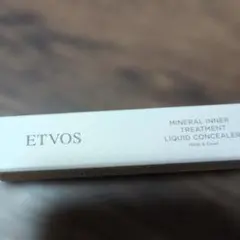 ETVOS
MINERAL INNER
TREATMENT
LIQUID CONCEALER